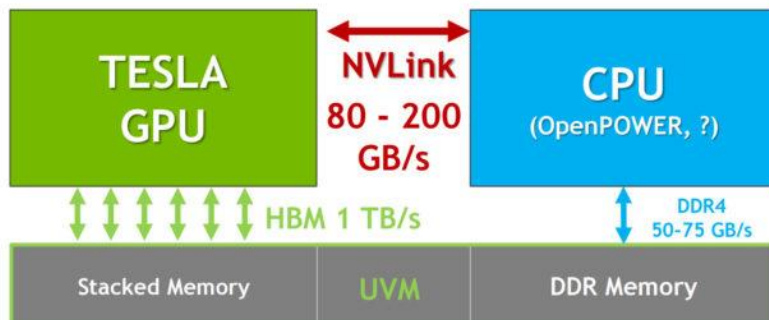 TESLA
GPU
NVLink
80 - 200
GB/s
CPU
(OpenPOWER, ?)
HBM 1 TB/s
DDR4
50-75 GB/s
Stacked Memory
UVM
DDR Memory